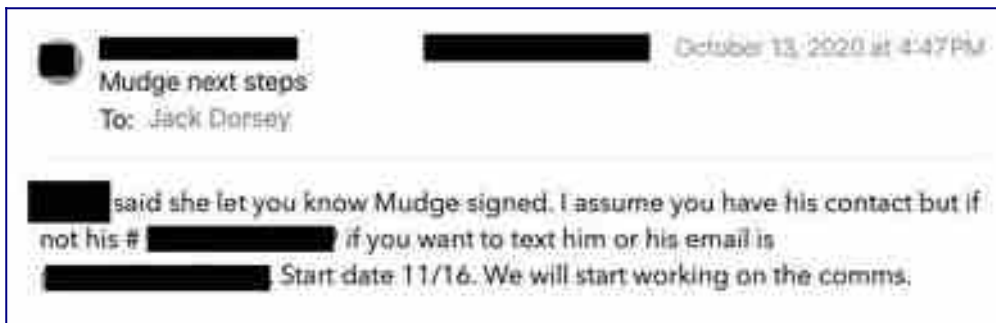 October 13, 2020 at 4:47 PM
Mudge next steps
To: Jack Dorsey
said she let you know Mudge signed. I assume you have his contact but if
not his # if you want to text him or his email is
. Start date 11/16. We will start working on the comms.